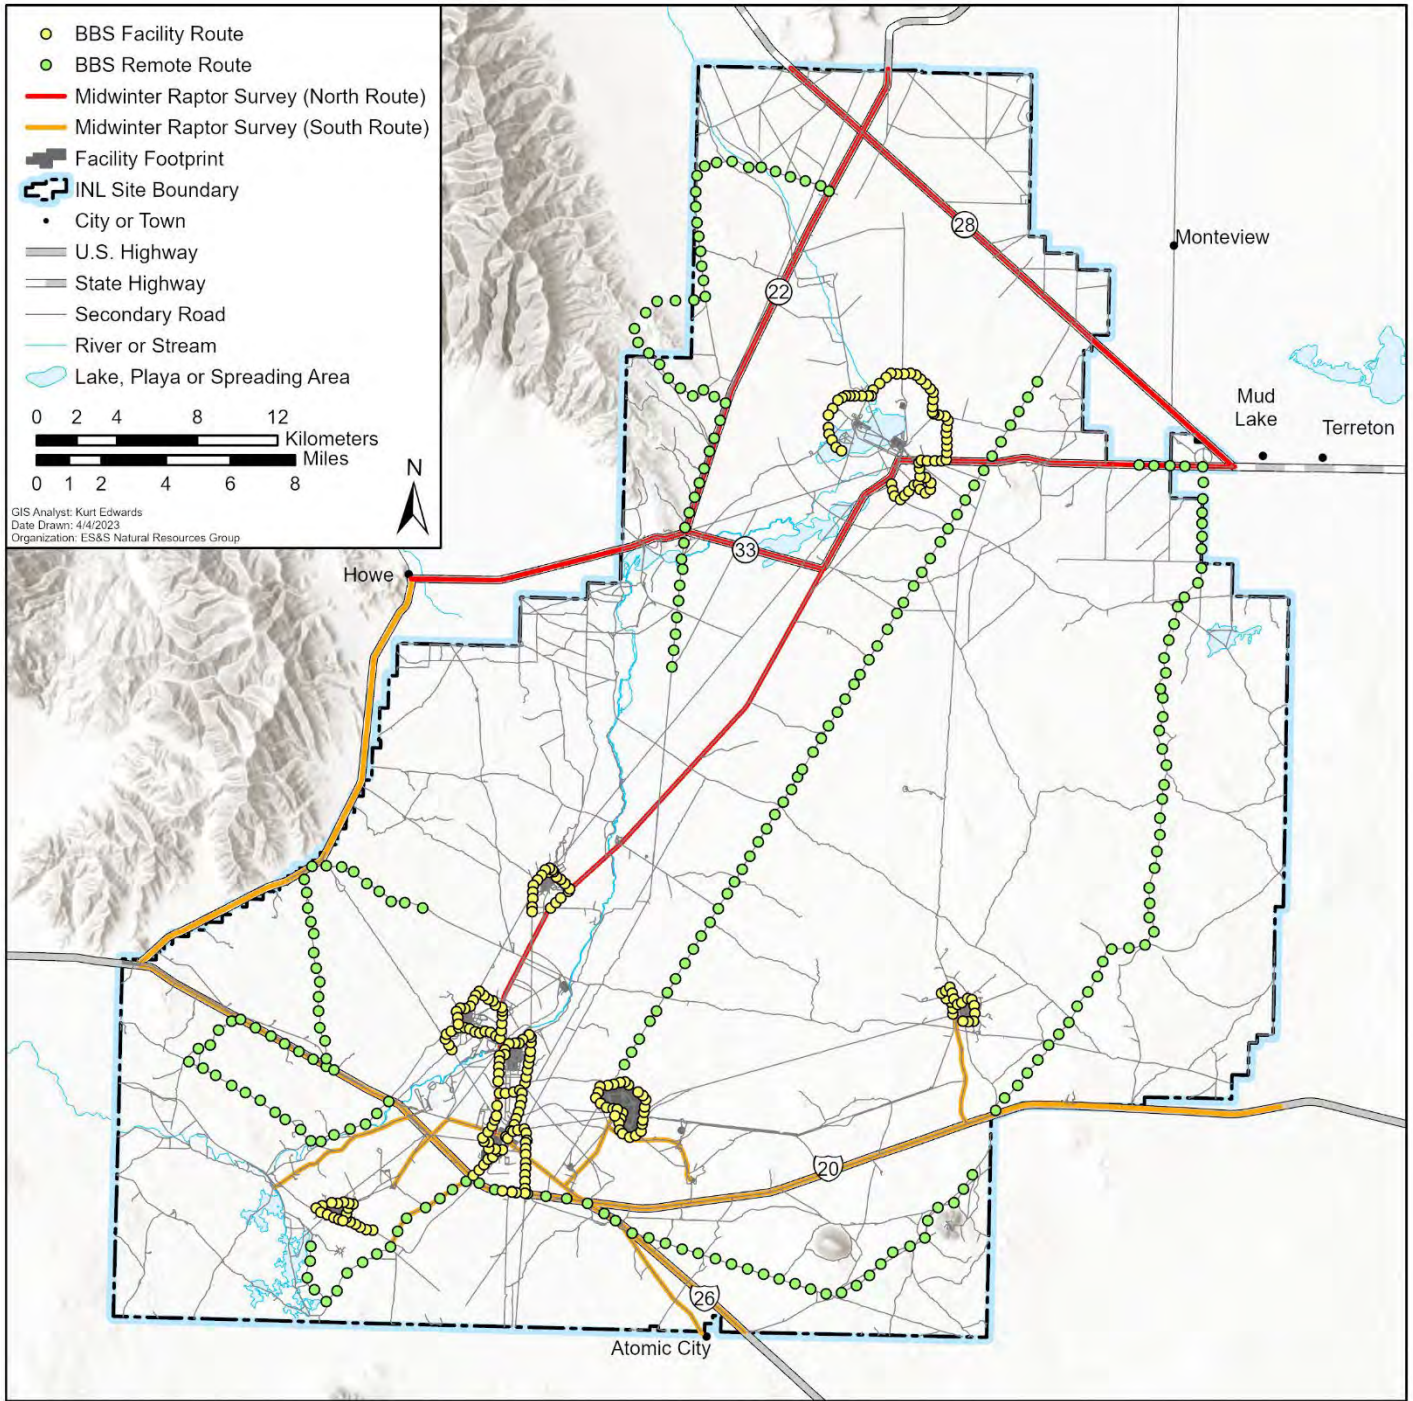 BBS Facility Route
BBS Remote Route
Midwinter Raptor Survey (North Route)
Midwinter Raptor Survey (South Route)
Facility Footprint
INL Site Boundary
City or Town
U.S. Highway
State Highway
Secondary Road
River or Stream
Lake, Playa or Spreading Area
0 2 4 8 12
Kilometers
Miles
0 1 2 4 6 8
N
GIS Analyst: Kurt Edwards
Date Drawn: 4/4/2023
Organization: ES&S Natural Resources Group
28
Monteview
22
Mud
Lake
Terreton
33
Howe
20
26
Atomic City